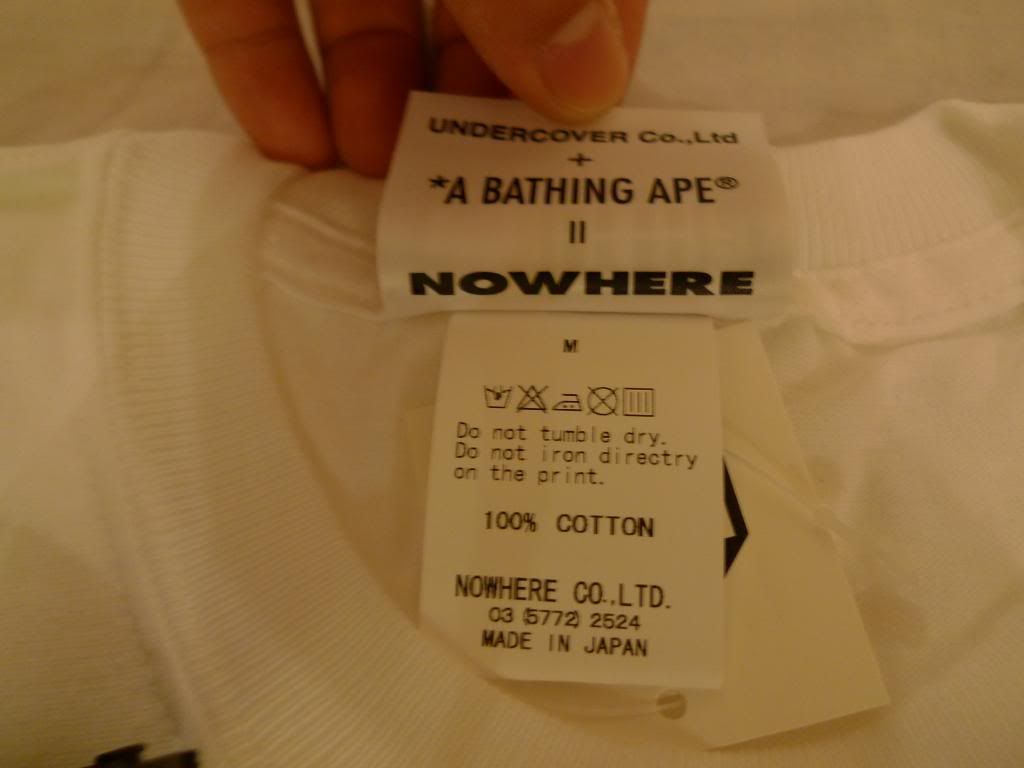 UNDERCOVER Co.,Ltd
+
*A BATHING APE®
||
NOWHERE
M
Do not tumble dry.
Do not iron directry
on the print.
100% COTTON
NOWHERE CO.,LTD.
03 (5772) 2524
MADE IN JAPAN